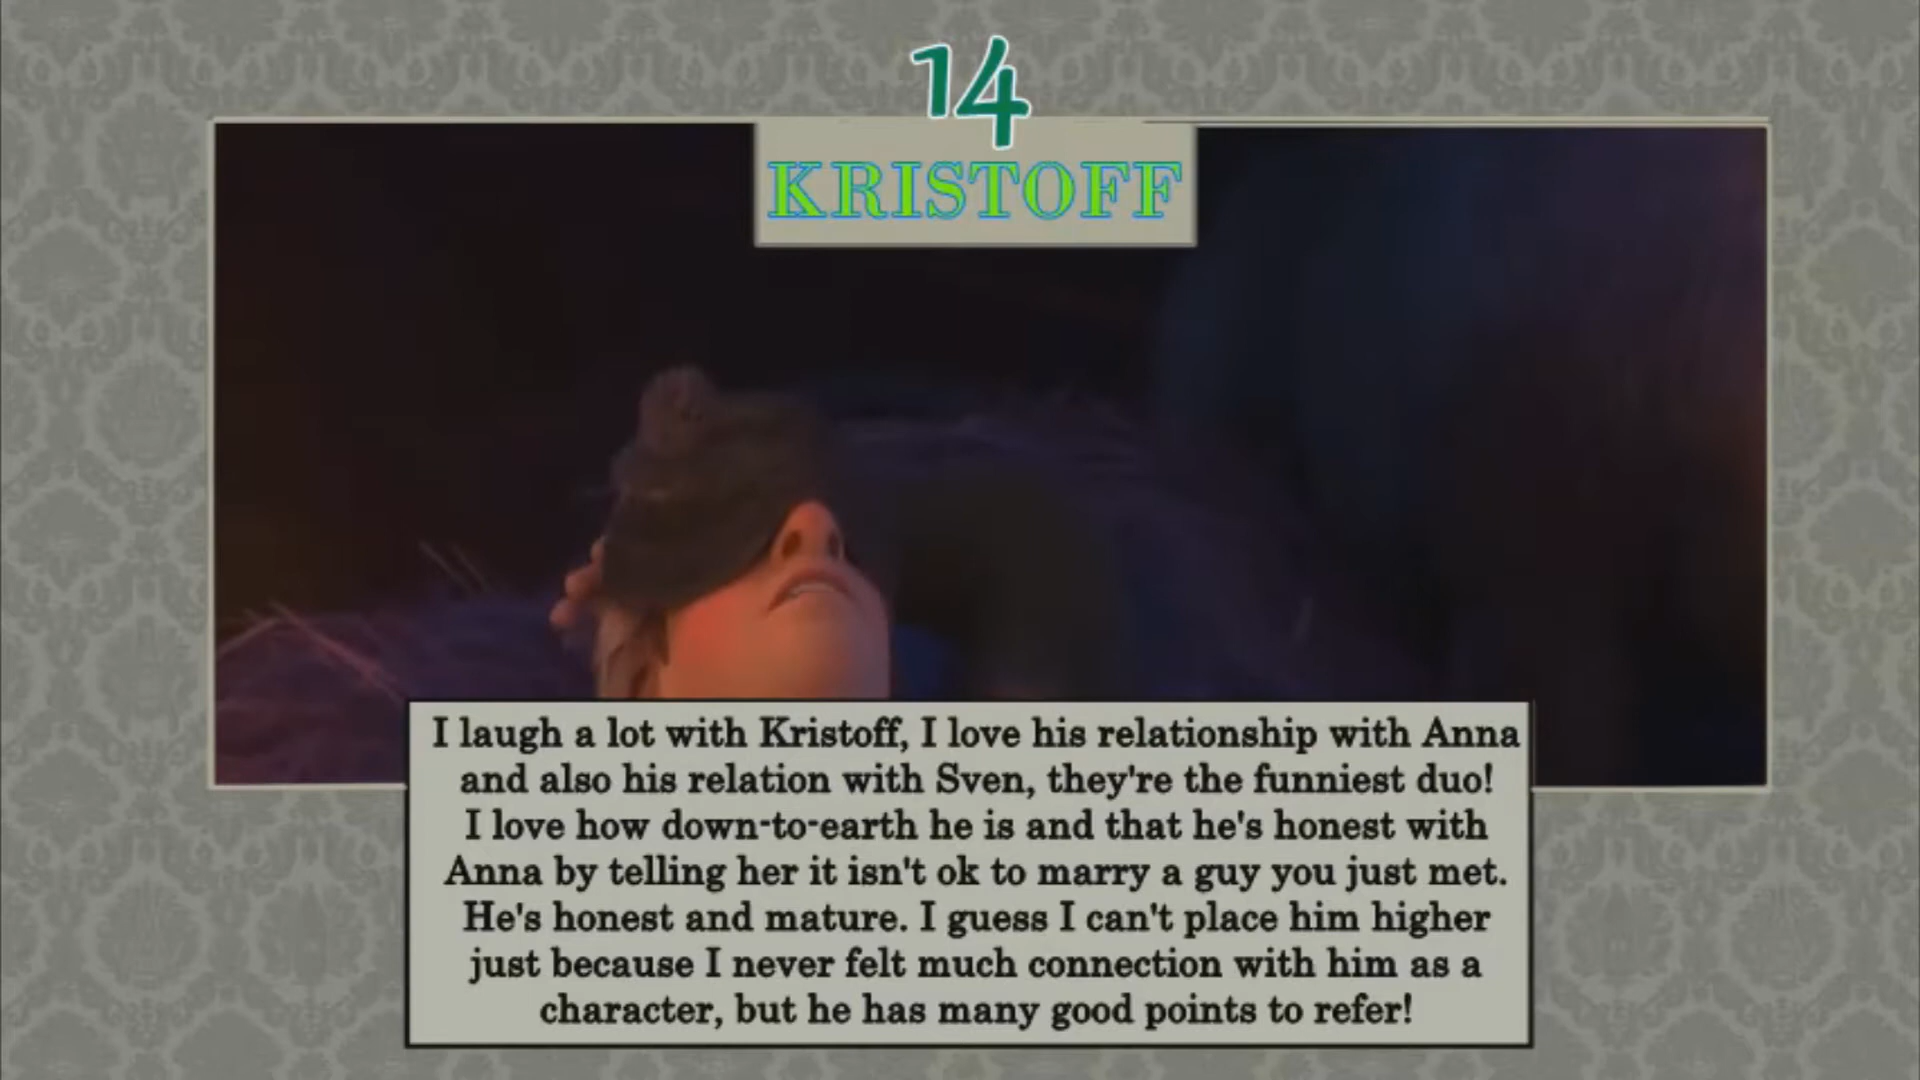 14
KRISTOFF
I laugh a lot with Kristoff, I love his relationship with Anna
and also his relation with Sven, they're the funniest duo!
I love how down-to-earth he is and that he's honest with
Anna by telling her it isn't ok to marry a guy you just met.
He's honest and mature. I guess I can't place him higher
just because I never felt much connection with him as a
character, but he has many good points to refer!